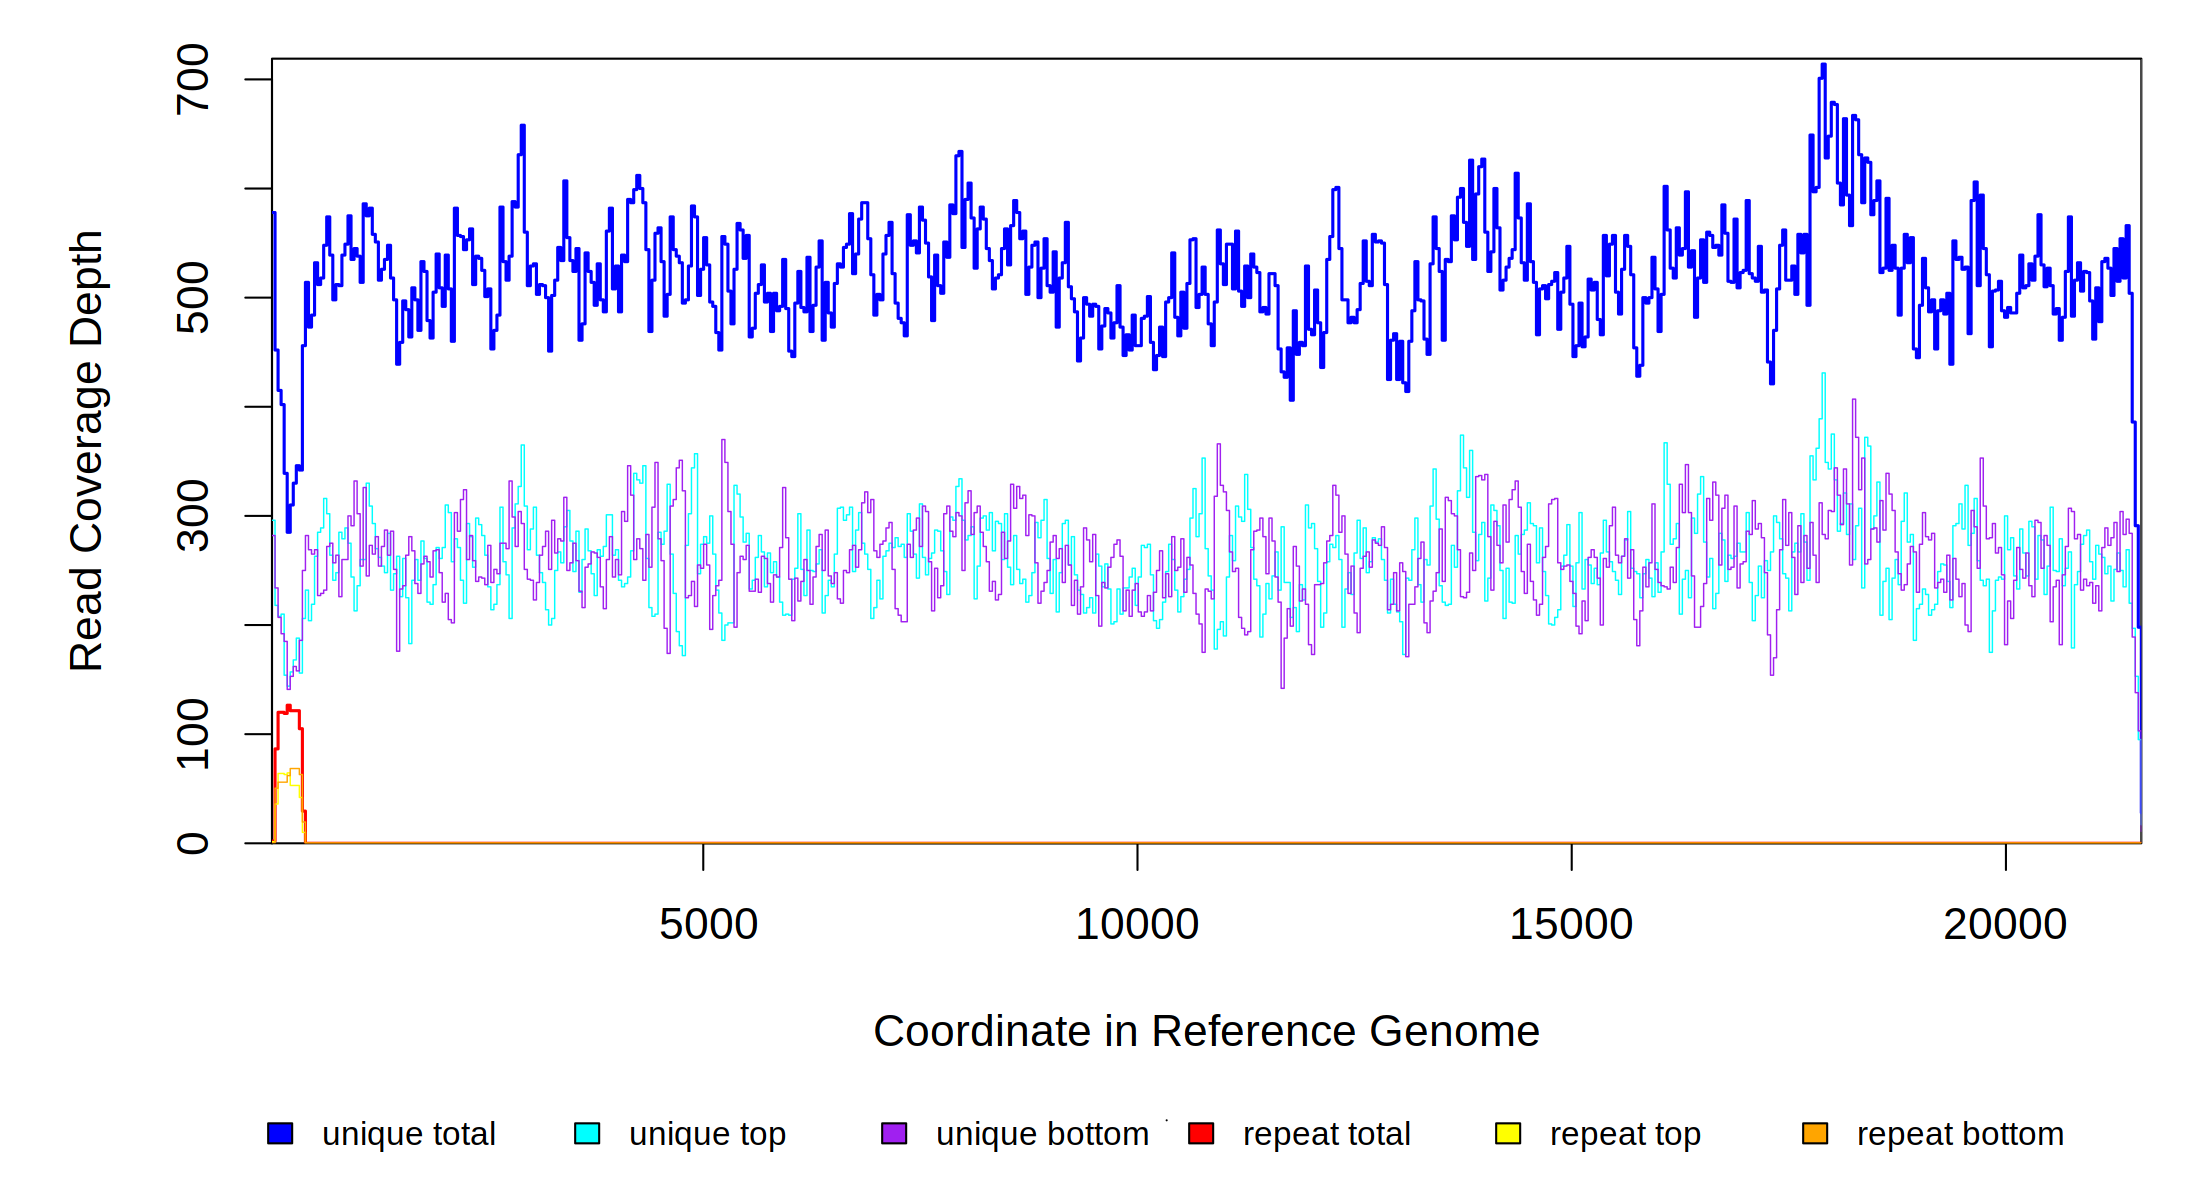 700
500
300
100
0
Read Coverage Depth
5000 10000 15000 20000
Coordinate in Reference Genome
unique total unique top unique bottom repeat total repeat top repeat bottom